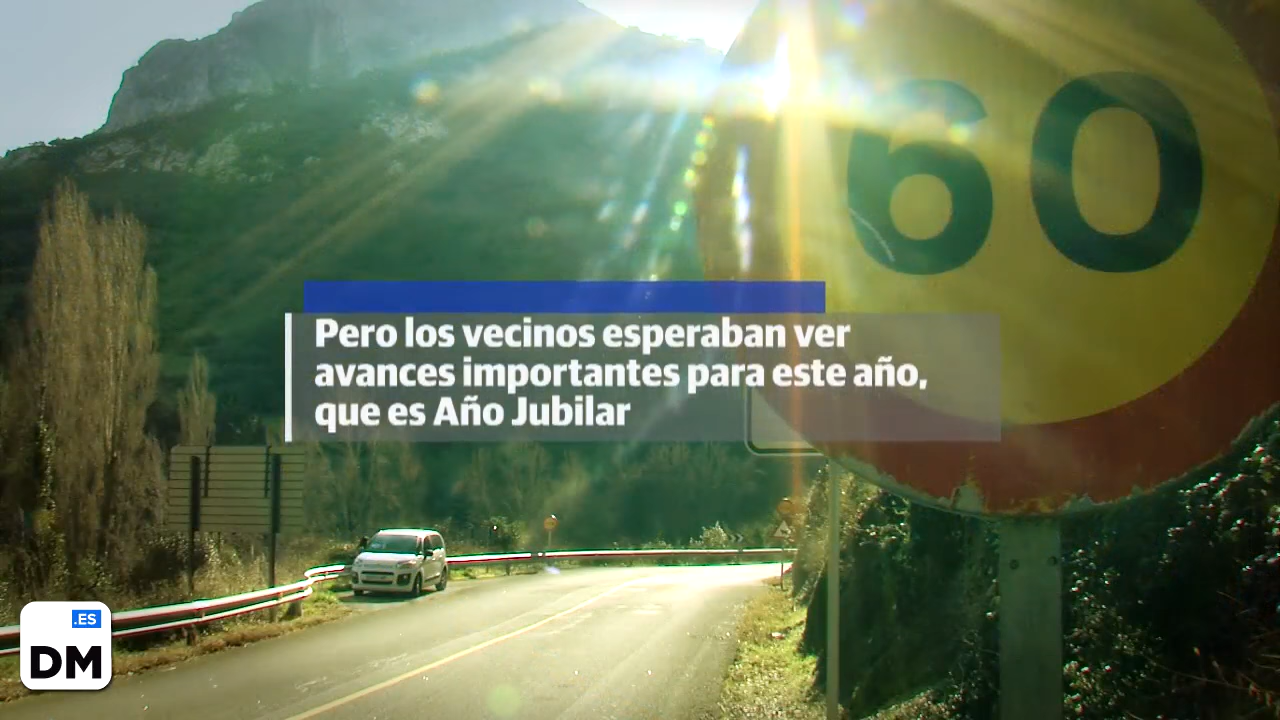 60
Pero los vecinos esperaban ver
avances importantes para este año,
que es Año Jubilar
.ES
DM